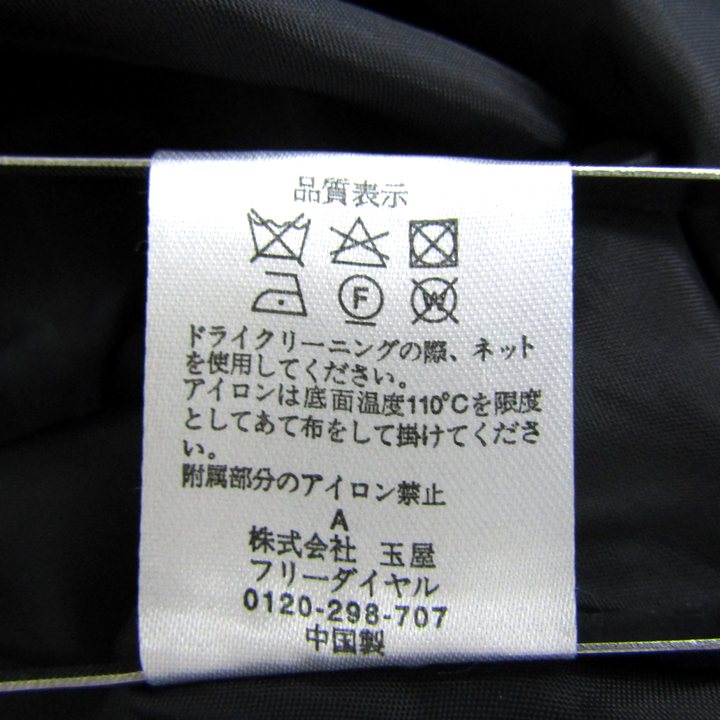 品質表示
F
W
ドライクリーニングの際、ネット
を使用してください。
アイロンは底面温度110℃を限度
としてあて布をして掛けてくださ
い。
附属部分のアイロン禁止
A
株式会社 玉屋
フリーダイヤル
0120-298-707
中国製